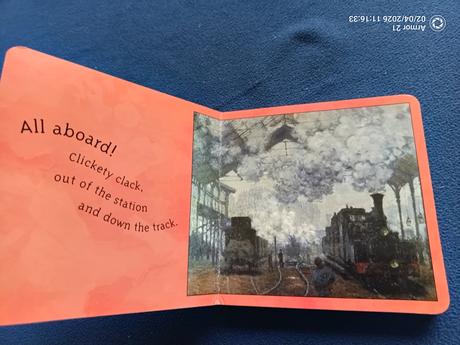 Armor 21
02/04/2026 11:16:33
All aboard!
Clickety clack,
out of the station
and down the track.